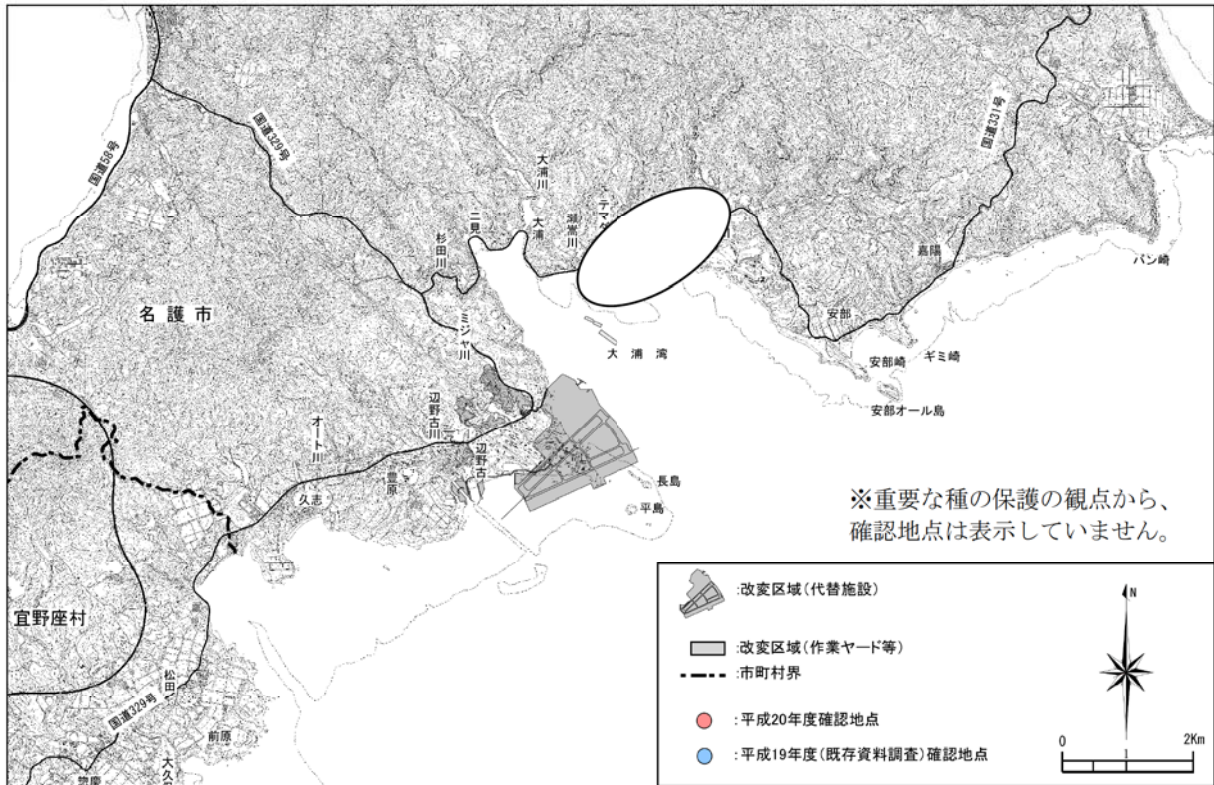 国道58号
国道329号
国道331号
大浦川
テマ
瀬嵩川
大浦
二見
杉田川
嘉陽
バン崎
名護市
ミジャ川
大浦湾
安部
安部崎
ギミ崎
安部オール島
辺野古川
辺野古
オート川
久志
豊原
長島
平島
※重要な種の保護の観点から、
確認地点は表示していません。
宜野座村
松田
国道329号
前原
惣慶
大久
:改変区域(代替施設)
:改変区域(作業ヤード等)
:市町村界
:平成20年度確認地点
:平成19年度(既存資料調査)確認地点
N
0 2Km